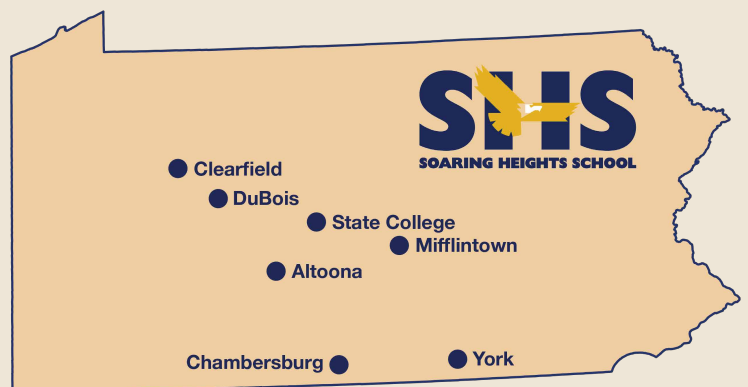 SHS
SOARING HEIGHTS SCHOOL
Clearfield
DuBois
State College
Mifflintown
Altoona
Chambersburg
York